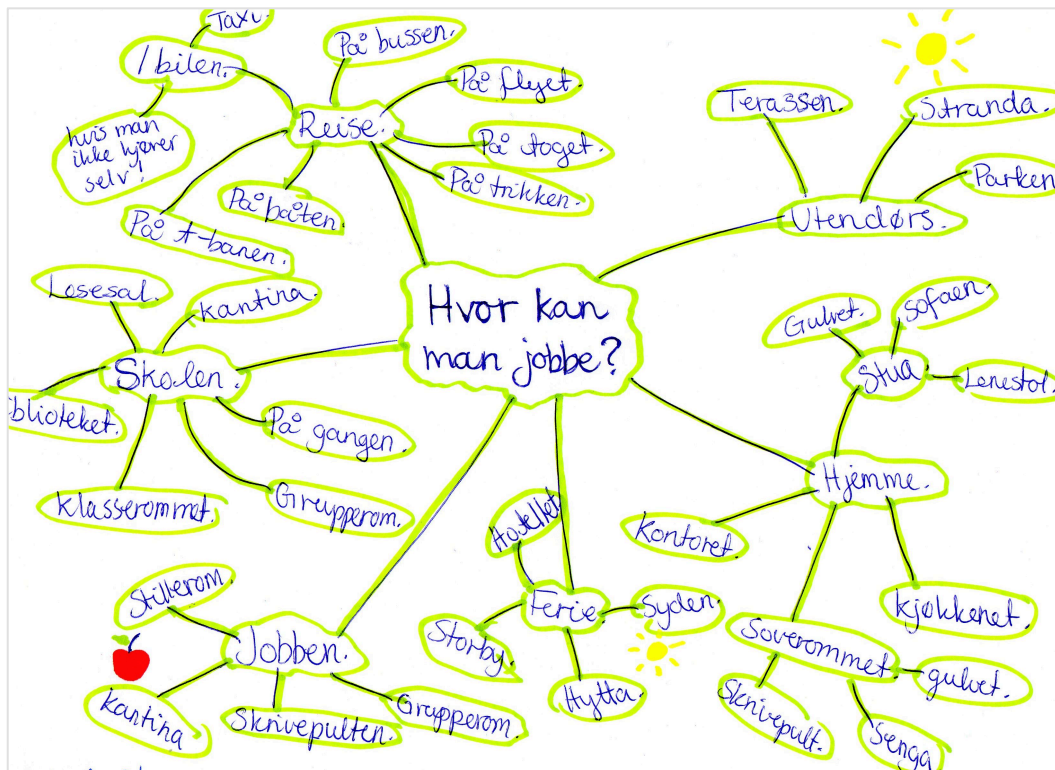 Taxi.
I bilen.
hvis man
ikke kjører
selv!
På bussen.
På flyet.
På toget.
På trikken.
Reise.
På båten.
På t-banen.
Terassen.
Stranda.
Parken
Utendørs.
Hvor kan
man jobbe?
Lesesal.
kantina.
Skolen.
blioteket.
På gangen.
Klasserommet.
Grupperom.
Gulvet.
sofaen.
Stua
Lenestol.
Hjemme.
Kontoret.
kjøkkenet.
Soverommet.
gulvet.
Skrivepult.
Senga
Hotellet
Ferie.
Syden.
Storby.
Hytta.
Stillerom.
Jobben.
Kantina
Skrivepulten.
Grupperom.